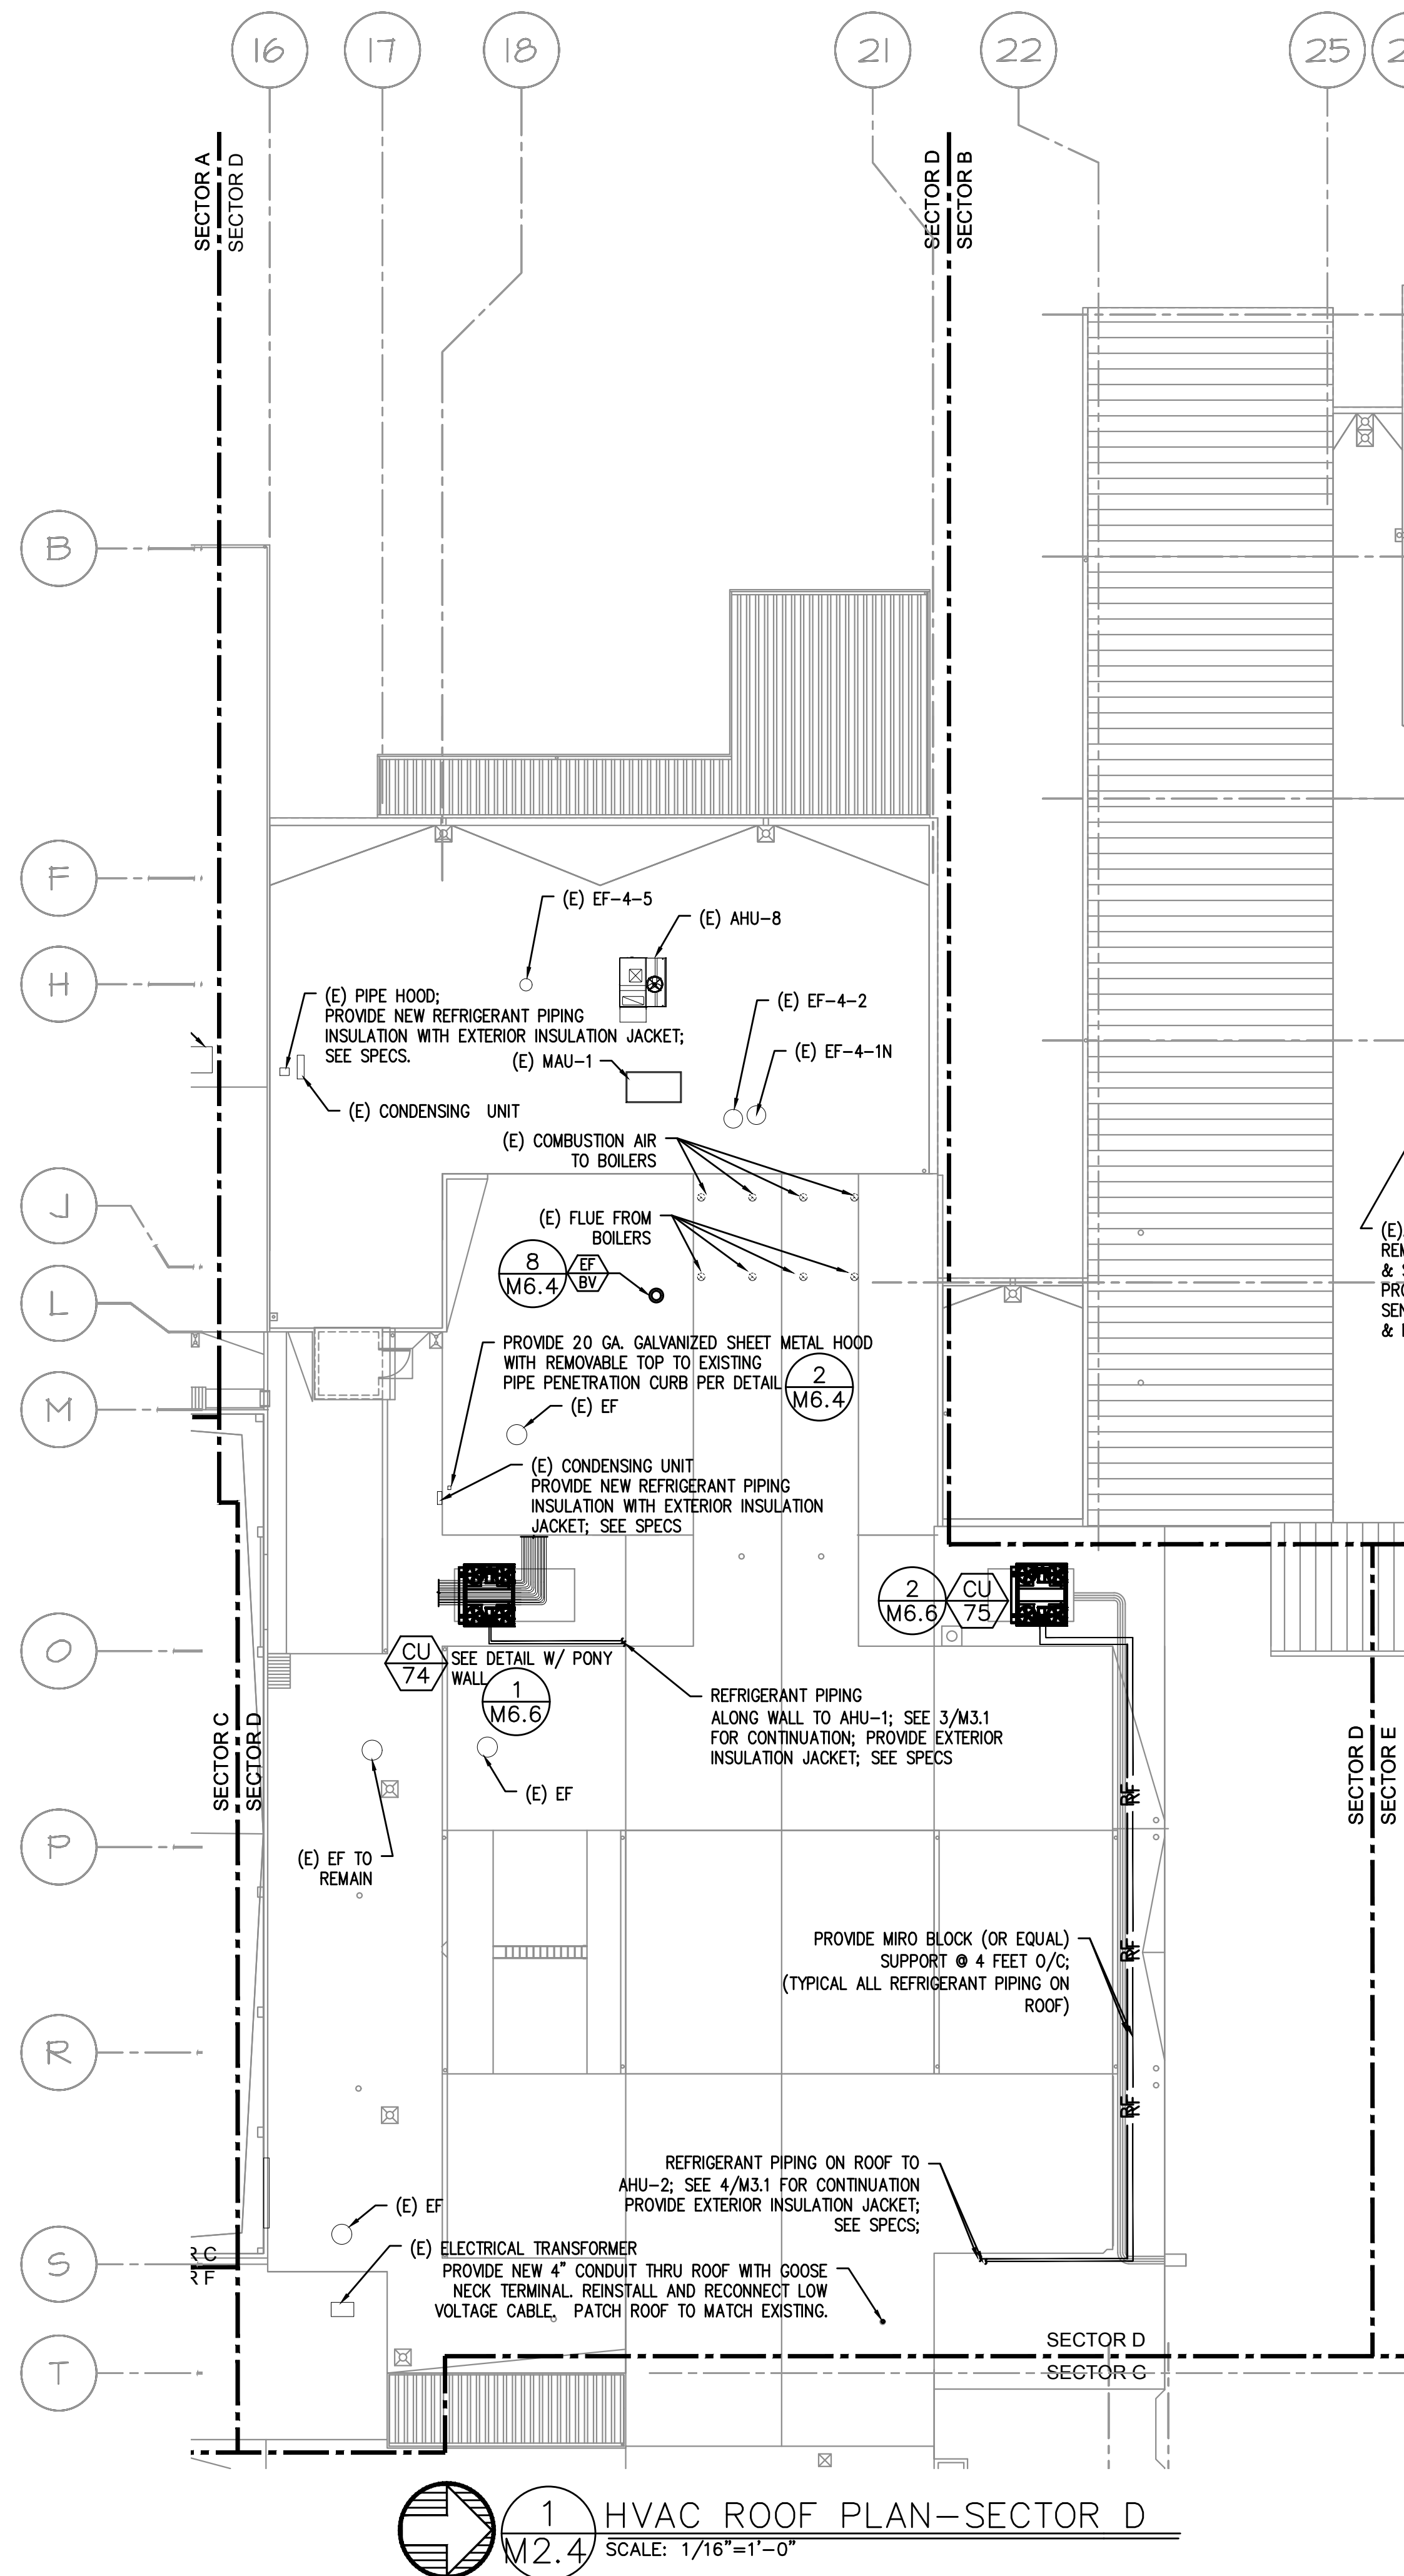 16
17
18
21
22
25
SECTOR A
SECTOR D
SECTOR D
SECTOR B
B
F
H
J
L
M
O
P
R
S
T
(E) EF-4-5
(E) AHU-8
(E) PIPE HOOD;
PROVIDE NEW REFRIGERANT PIPING
INSULATION WITH EXTERIOR INSULATION JACKET;
SEE SPECS.
(E) EF-4-2
(E) MAU-1
(E) EF-4-1N
(E) CONDENSING UNIT
(E) COMBUSTION AIR
TO BOILERS
(E) FLUE FROM
BOILERS
8
M6.4
EF
BV
(E)
& S
& 
PROVIDE 20 GA. GALVANIZED SHEET METAL HOOD
WITH REMOVABLE TOP TO EXISTING
PIPE PENETRATION CURB PER DETAIL
2
M6.4
(E) EF
(E) CONDENSING UNIT
PROVIDE NEW REFRIGERANT PIPING
INSULATION WITH EXTERIOR INSULATION
JACKET; SEE SPECS
2
M6.6
CU
75
CU
74
SEE DETAIL W/ PONY
WALL
1
M6.6
REFRIGERANT PIPING
ALONG WALL TO AHU-1; SEE 3/M3.1
FOR CONTINUATION; PROVIDE EXTERIOR
INSULATION JACKET; SEE SPECS
SECTOR C
SECTOR D
SECTOR D
SECTOR E
(E) EF
RF
(E) EF TO
REMAIN
PROVIDE MIRO BLOCK (OR EQUAL)
SUPPORT @ 4 FEET O/C;
(TYPICAL ALL REFRIGERANT PIPING ON
ROOF)
RF
RF
REFRIGERANT PIPING ON ROOF TO
AHU-2; SEE 4/M3.1 FOR CONTINUATION
PROVIDE EXTERIOR INSULATION JACKET;
SEE SPECS;
(E) EF
(E) ELECTRICAL TRANSFORMER
PROVIDE NEW 4" CONDUIT THRU ROOF WITH GOOSE
NECK TERMINAL. REINSTALL AND RECONNECT LOW
VOLTAGE CABLE. PATCH ROOF TO MATCH EXISTING.
R C
R F
SECTOR D
SECTOR G
1
M2.4
HVAC ROOF PLAN-SECTOR D
SCALE: 1/16"=1'-0"